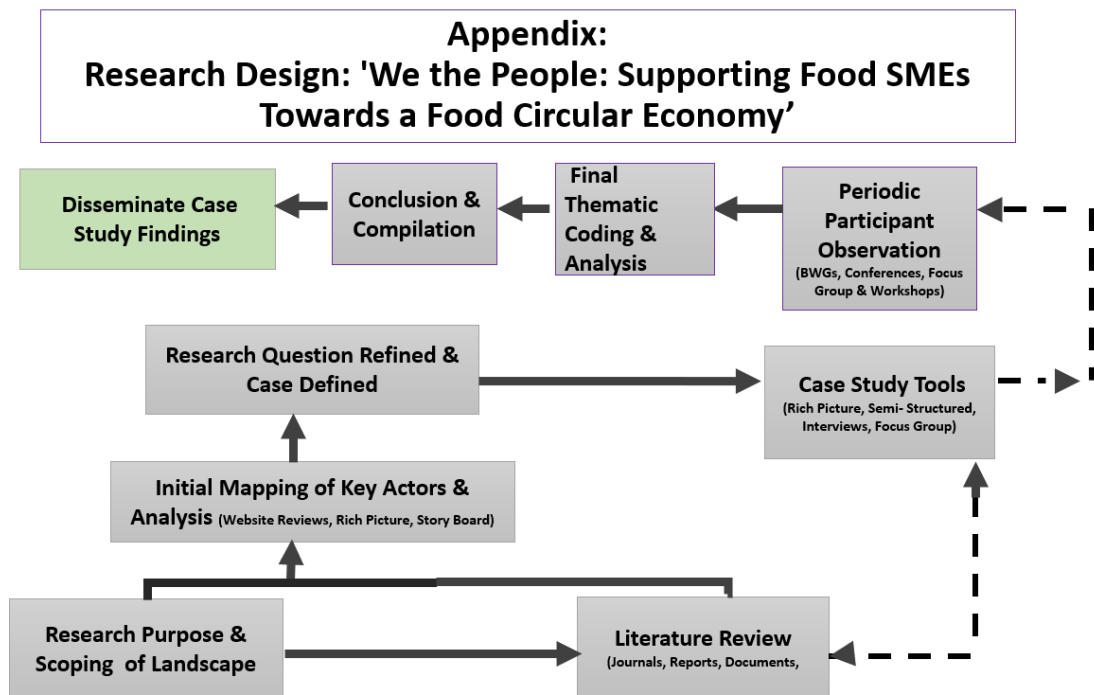 Appendix:
Research Design: 'We the People: Supporting Food SMEs
Towards a Food Circular Economy’
Disseminate Case
Study Findings
Conclusion &
Compilation
Final
Thematic
Coding &
Analysis
Periodic
Participant
Observation
(BWGs, Conferences, Focus
Group & Workshops)
Research Question Refined &
Case Defined
Case Study Tools
(Rich Picture, Semi- Structured,
Interviews, Focus Group)
Initial Mapping of Key Actors &
Analysis (Website Reviews, Rich Picture, Story Board)
Research Purpose &
Scoping of Landscape
Literature Review
(Journals, Reports, Documents,